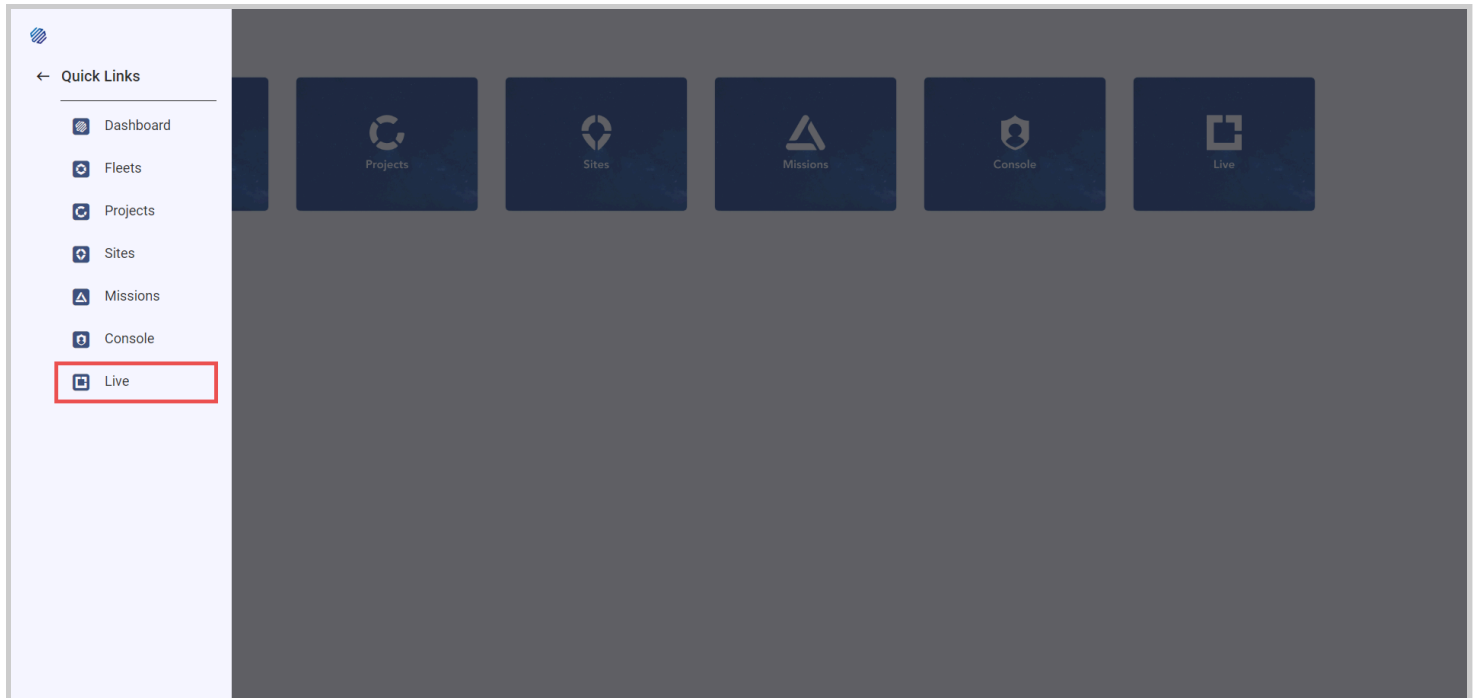 Quick Links
Dashboard
Fleets
Projects
Sites
Missions
Console
Live
Projects
Sites
Missions
Console
Live